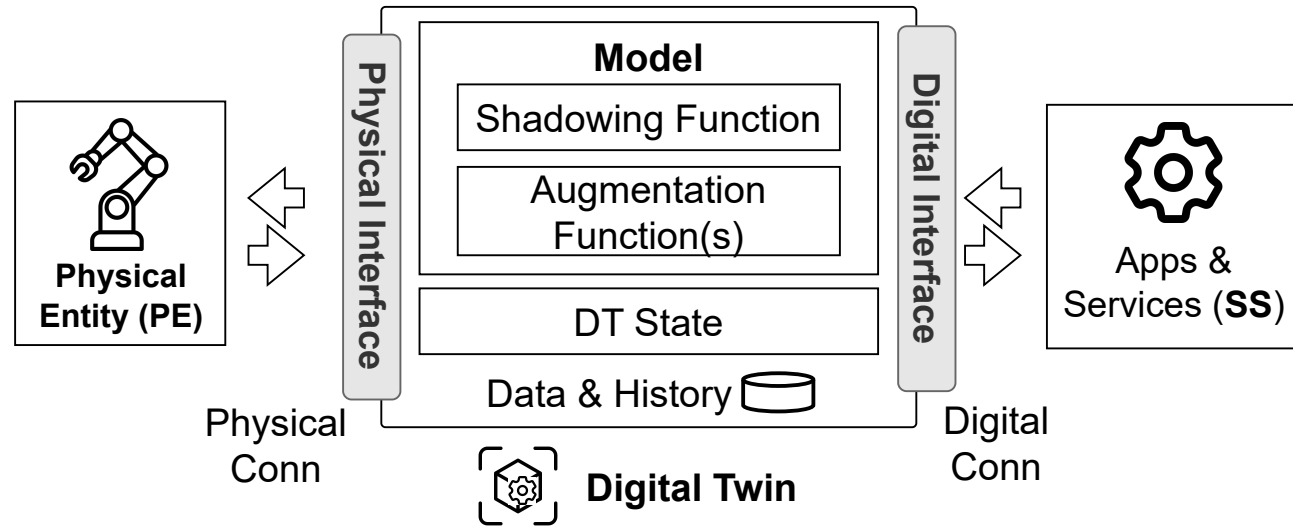 Physical
Entity (PE)
Physical
Conn
Physical Interface
Model
Shadowing Function
Augmentation
Function(s)
DT State
Data & History
Digital Interface
Digital
Conn
Apps &
Services (SS)
Digital Twin